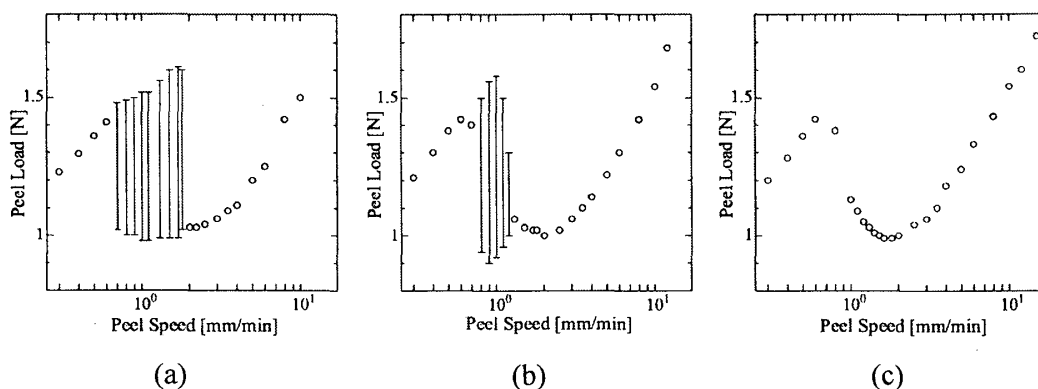 Peel Load [N]
1.5
1
10⁰
10¹
Peel Speed [mm/min]
(a)
Peel Load [N]
1.5
1
10⁰
10¹
Peel Speed [mm/min]
(b)
Peel Load [N]
1.5
1
10⁰
10¹
Peel Speed [mm/min]
(c)